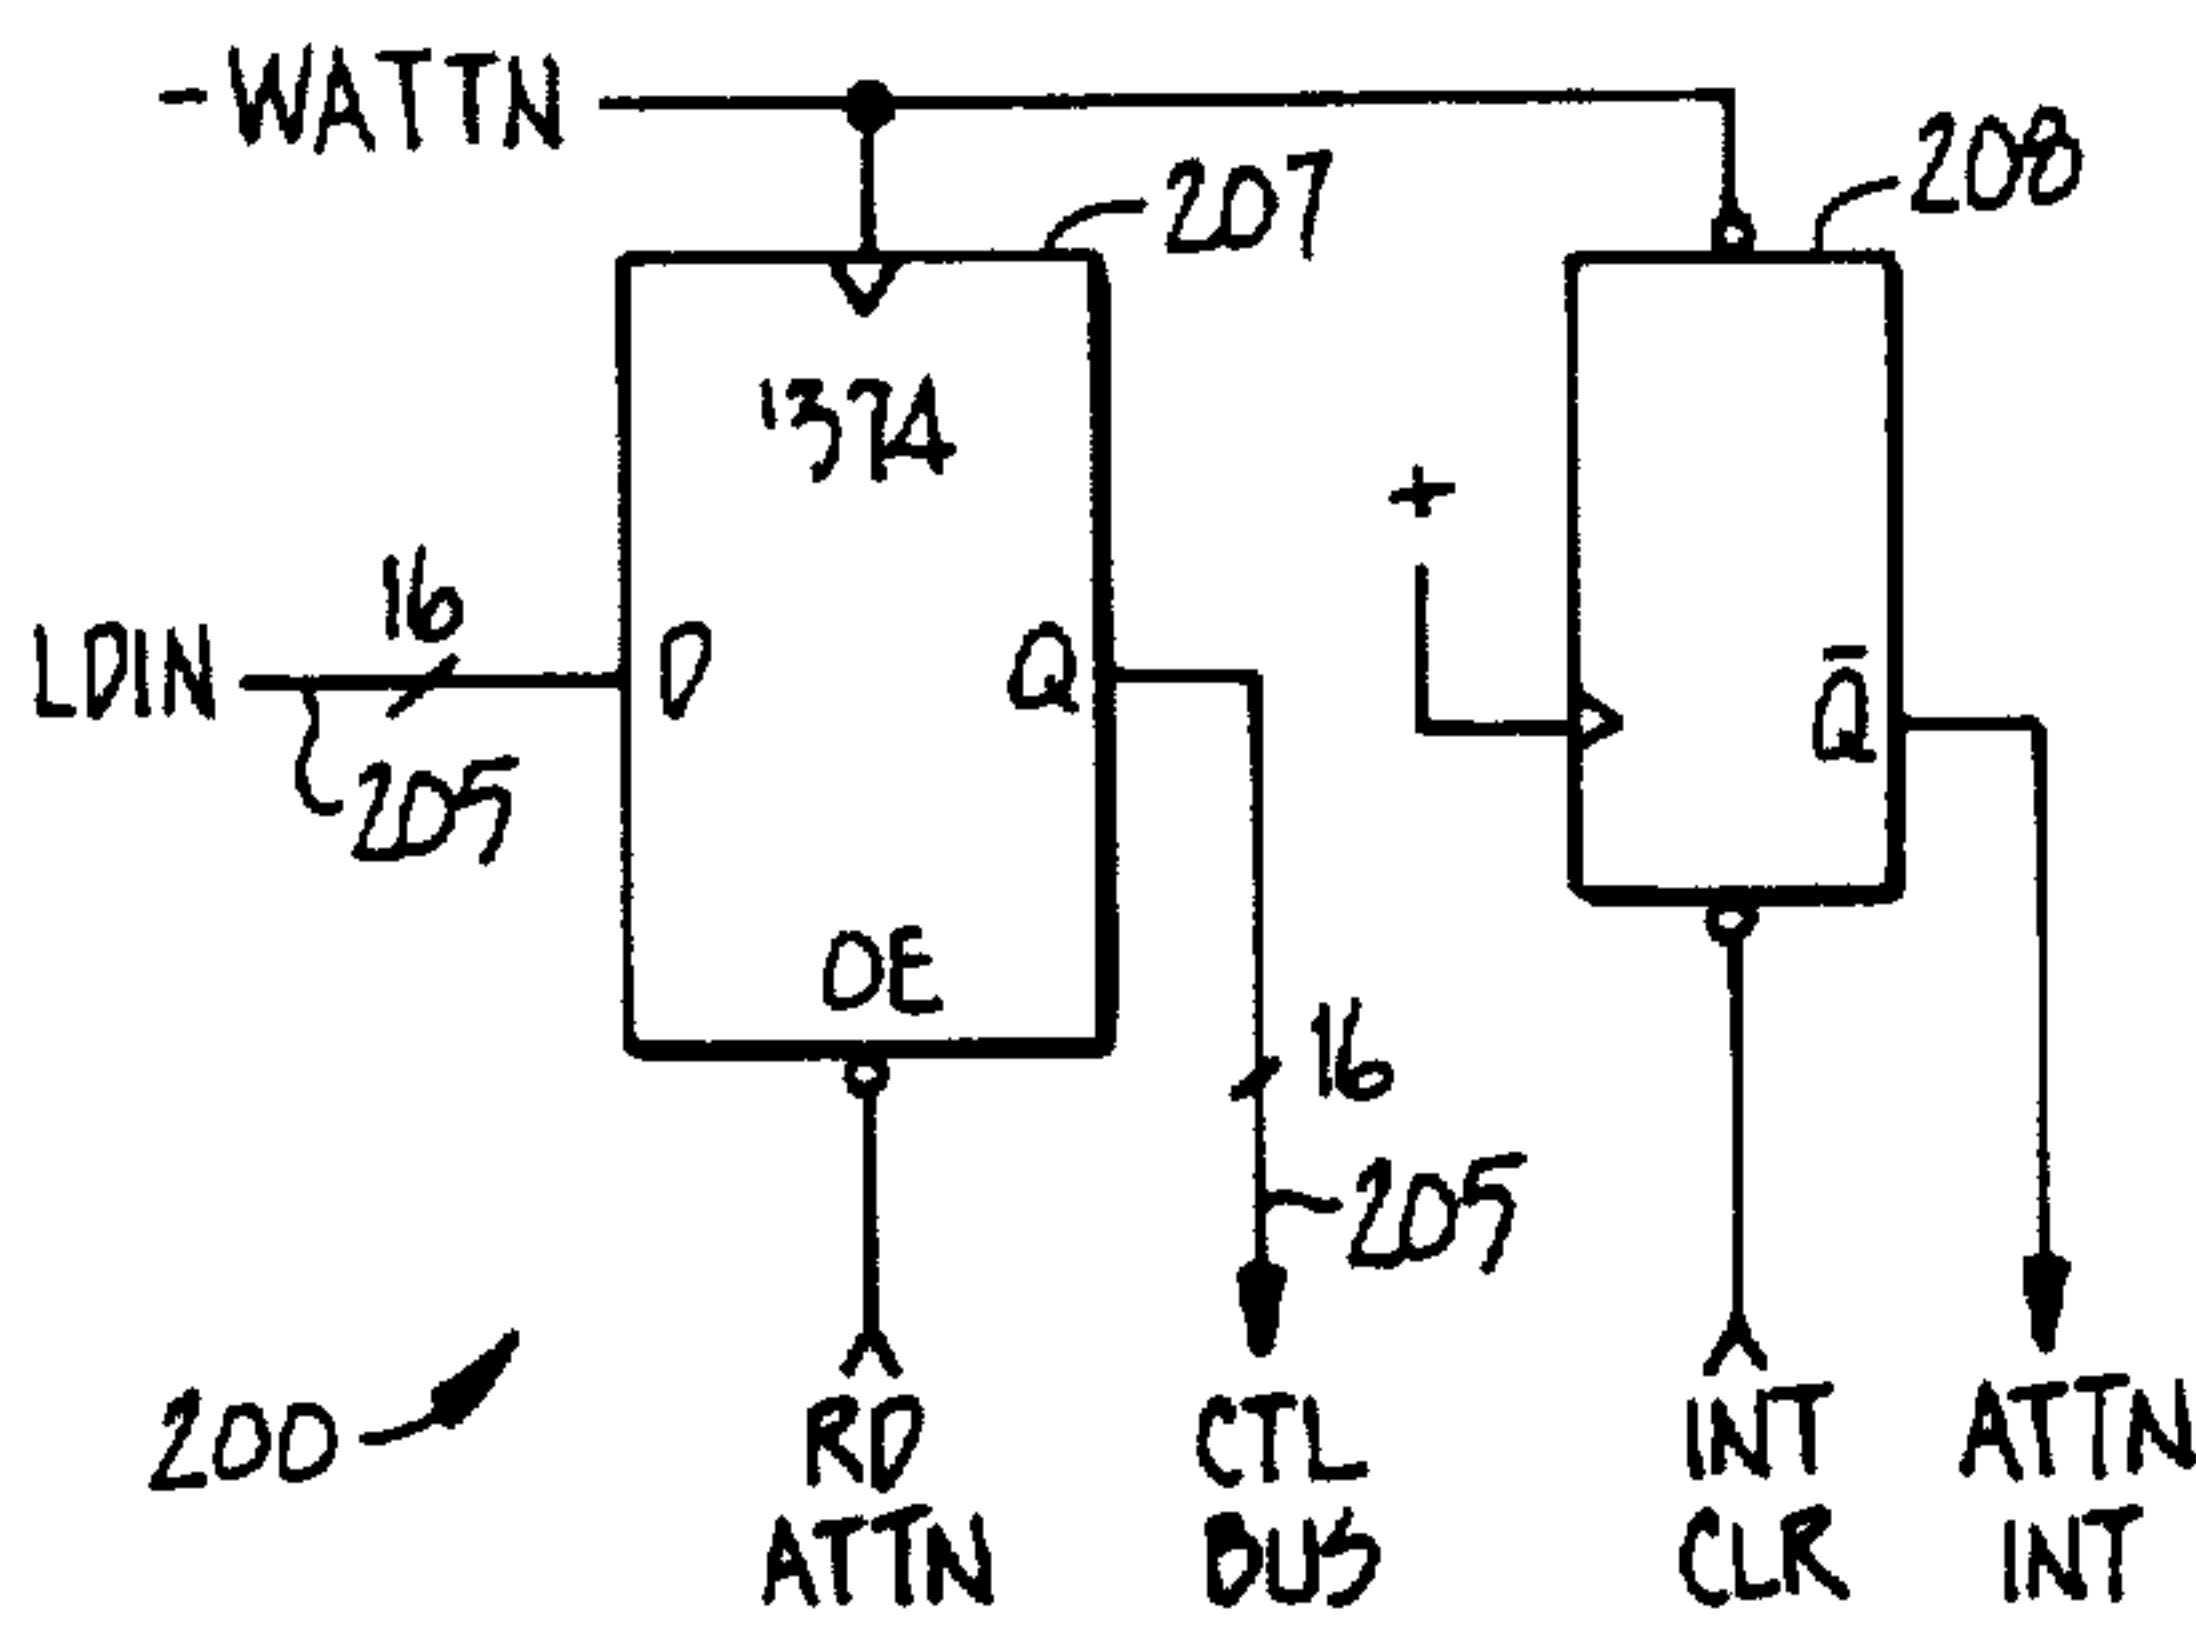 -WATTN
207
208
'374
+
16
LDIN
D
Q
Q̄
205
OE
16
205
200
RD
ATTN
CTL
BUS
INT
CLR
ATTN
INT